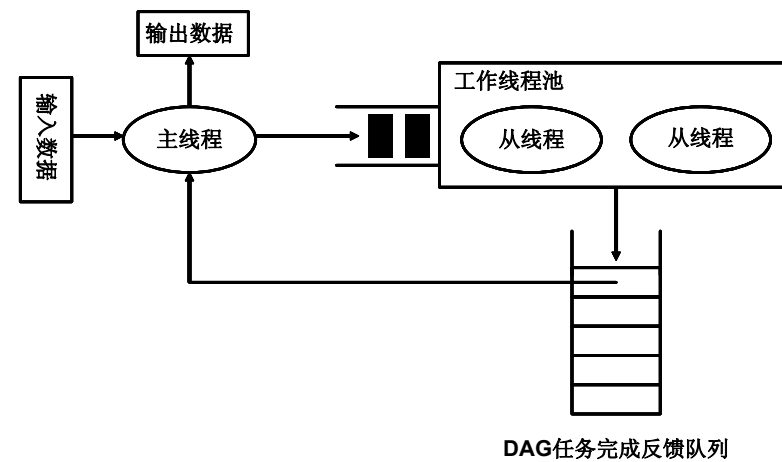 输出数据
输入数据
主线程
工作线程池
从线程
从线程
DAG任务完成反馈队列